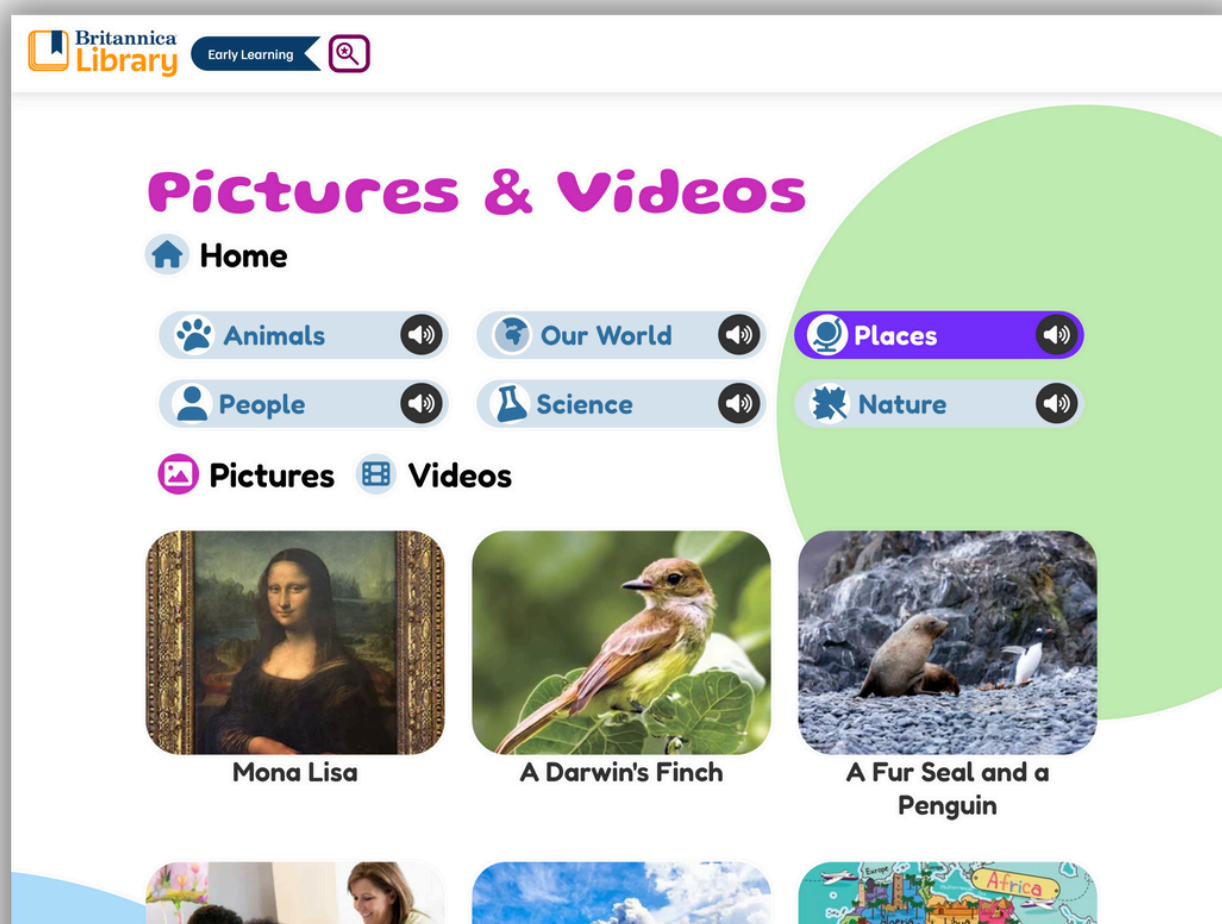 Britannica
Library
Early Learning
Pictures & Videos
Home
Animals
Our World
Places
People
Science
Nature
Pictures
Videos
Mona Lisa
A Darwin's Finch
A Fur Seal and a
Penguin
Europe
Africa